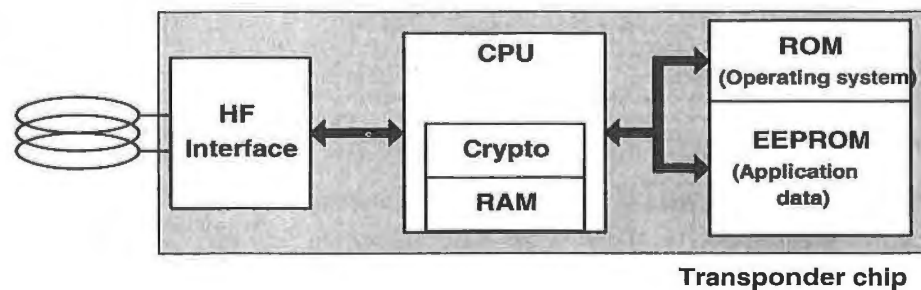 HF
Interface
CPU
Crypto
RAM
ROM
(Operating system)
EEPROM
(Application
data)
Transponder chip